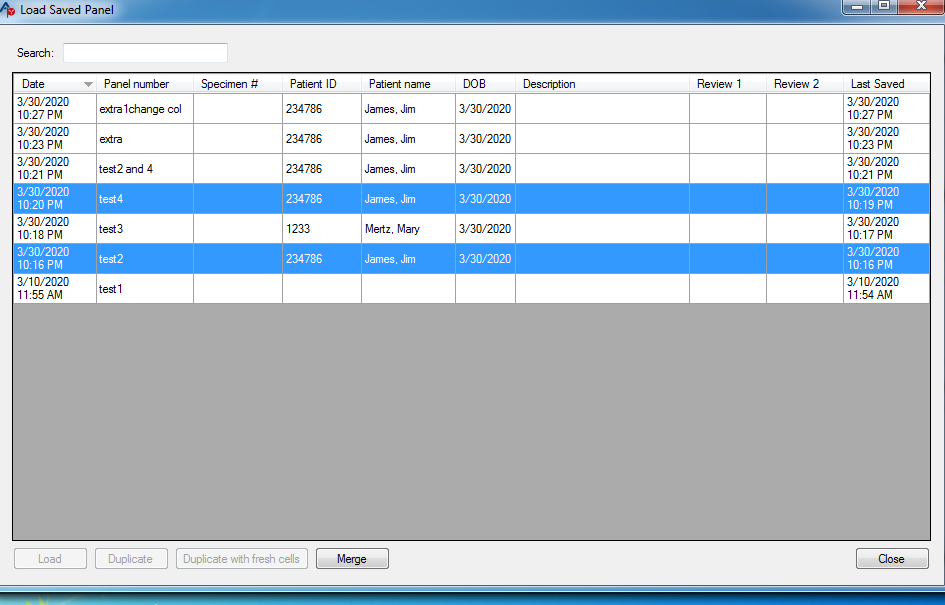 Load Saved Panel
Search:
Date Panel number Specimen # Patient ID Patient name DOB Description Review 1 Review 2 Last Saved
3/30/2020 10:27 PM extra1change col 234786 James, Jim 3/30/2020 3/30/2020 10:27 PM
3/30/2020 10:23 PM extra 234786 James, Jim 3/30/2020 3/30/2020 10:23 PM
3/30/2020 10:21 PM test2 and 4 234786 James, Jim 3/30/2020 3/30/2020 10:21 PM
3/30/2020 10:20 PM test4 234786 James, Jim 3/30/2020 3/30/2020 10:19 PM
3/30/2020 10:18 PM test3 1233 Mertz, Mary 3/30/2020 3/30/2020 10:17 PM
3/30/2020 10:16 PM test2 234786 James, Jim 3/30/2020 3/30/2020 10:16 PM
3/10/2020 11:55 AM test1 3/10/2020 11:54 AM
Load Duplicate Duplicate with fresh cells Merge Close